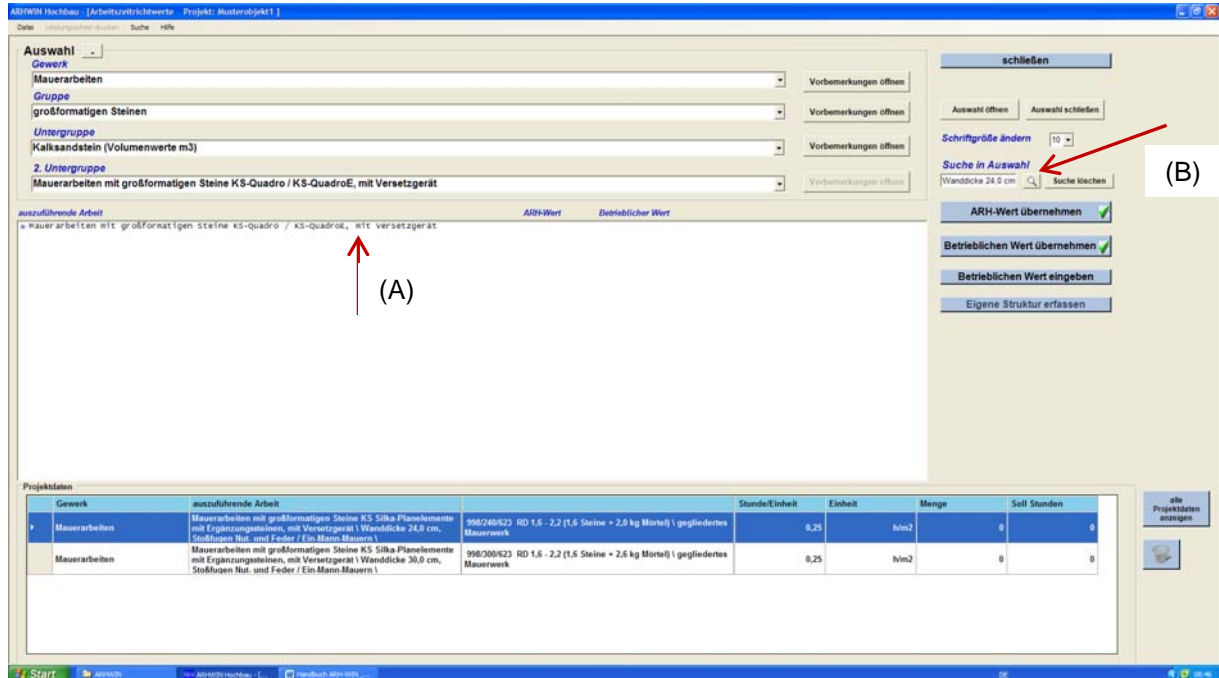 ARHWIN Hochbau - [Arbeitszeitrichtwerte Projekt: Musterobjekt1 ]
Datei Leistungsschein drucken Suche Hilfe
Auswahl -
Gewerk
Mauerarbeiten
Vorbemerkungen öffnen
Gruppe
großformatigen Steinen
Vorbemerkungen öffnen
Untergruppe
Kalksandstein (Volumenwerte m3)
Vorbemerkungen öffnen
2. Untergruppe
Mauerarbeiten mit großformatigen Steine KS-Quadro / KS-QuadroE, mit Versetzgerät
Vorbemerkungen öffnen
schließen
Auswahl öffnen Auswahl schließen
Schriftgröße ändern 10
Suche in Auswahl
Wanddicke 24,0 cm Suche löschen
(B)
ARH-Wert übernehmen
Betrieblichen Wert übernehmen
Betrieblichen Wert eingeben
Eigene Struktur erfassen
auszuführende Arbeit ARH-Wert Betrieblicher Wert
Mauerarbeiten mit großformatigen Steine KS-Quadro / KS-QuadroE, mit Versetzgerät
(A)
Projektdaten
Gewerk auszuführende Arbeit Stunde/Einheit Einheit Menge Soll Stunden
Mauerarbeiten
Mauerarbeiten mit großformatigen Steine KS Silka-Planelemente
mit Ergänzungssteinen, mit Versetzgerät \ Wanddicke 24,0 cm,
Stoßfugen Nut. und Feder / Ein-Mann-Mauern \
998/240/623 RD 1,6 - 2,2 (1,6 Steine + 2,0 kg Mörtel) \ gegliedertes
Mauerwerk
0,25 h/m2 0 0
Mauerarbeiten
Mauerarbeiten mit großformatigen Steine KS Silka-Planelemente
mit Ergänzungssteinen, mit Versetzgerät \ Wanddicke 30,0 cm,
Stoßfugen Nut. und Feder / Ein-Mann-Mauern \
998/300/623 RD 1,6 - 2,2 (1,6 Steine + 2,6 kg Mörtel) \ gegliedertes
Mauerwerk
0,25 h/m2 0 0
alle
Projektdaten
anzeigen
Start ARHWIN ARHWIN Hochbau - [... Handbuch ARH-WIN_... DE 08:46